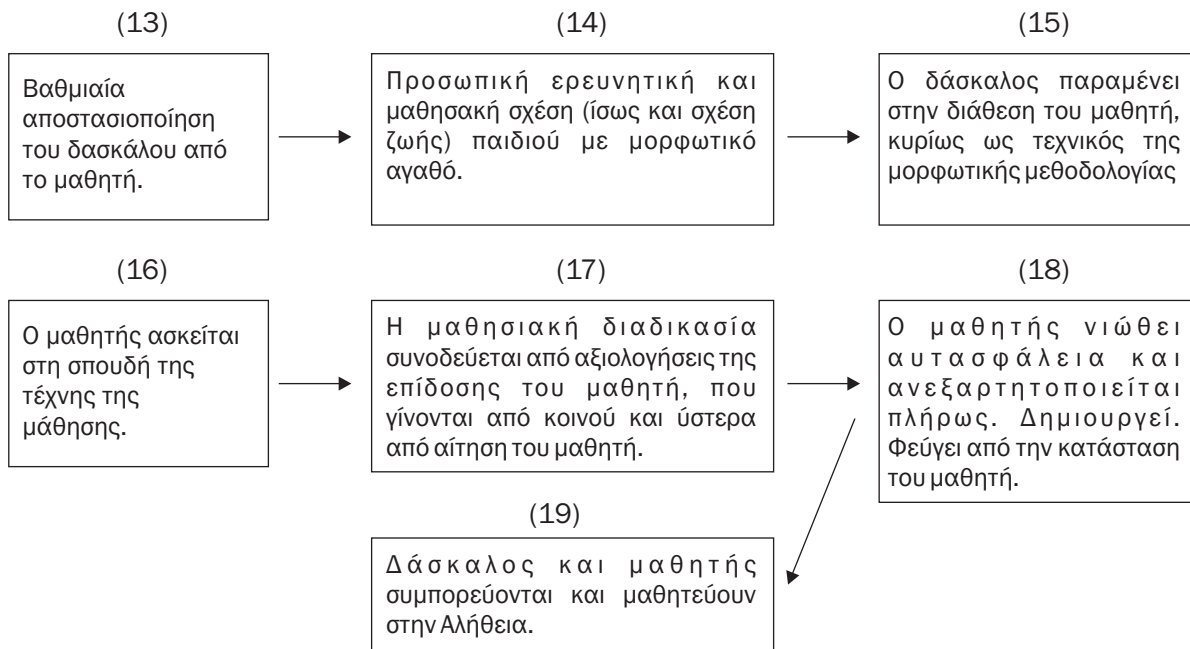 (13)
Βαθμιαία
αποστασιοποίηση
του δασκάλου από
το μαθητή.
(14)
Προσωπική ερευνητική και
μαθησακή σχέση (ίσως και σχέση
ζωής) παιδιού με μορφωτικό
αγαθό.
(15)
Ο δάσκαλος παραμένει
στην διάθεση του μαθητή,
κυρίως ως τεχνικός της
μορφωτικής μεθοδολογίας
(16)
Ο μαθητής ασκείται
στη σπουδή της
τέχνης της
μάθησης.
(17)
Η μαθησιακή διαδικασία
συνοδεύεται από αξιολογήσεις της
επίδοσης του μαθητή, που
γίνονται από κοινού και ύστερα
από αίτηση του μαθητή.
(18)
Ο μαθητής νιώθει
αυτασφάλεια και
ανεξαρτητοποιείται
πλήρως. Δημιουργεί.
Φεύγει από την κατάσταση
του μαθητή.
(19)
Δάσκαλος και μαθητής
συμπορεύονται και μαθητεύουν
στην Αλήθεια.